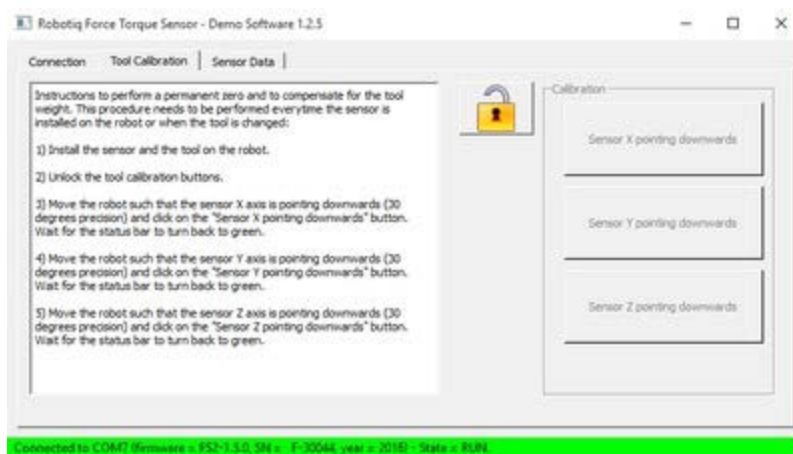 Robotiq Force Torque Sensor - Demo Software 1.2.5
Connection Tool Calibration Sensor Data
Instructions to perform a permanent zero and to compensate for the tool
weight. This procedure needs to be performed everytime the sensor is
installed on the robot or when the tool is changed:
1) Install the sensor and the tool on the robot.
2) Unlock the tool calibration buttons.
3) Move the robot such that the sensor X axis is pointing downwards (30
degrees precision) and click on the "Sensor X pointing downwards" button.
Wait for the status bar to turn back to green.
4) Move the robot such that the sensor Y axis is pointing downwards (30
degrees precision) and click on the "Sensor Y pointing downwards" button.
Wait for the status bar to turn back to green.
5) Move the robot such that the sensor Z axis is pointing downwards (30
degrees precision) and click on the "Sensor Z pointing downwards" button.
Wait for the status bar to turn back to green.
Calibration
Sensor X pointing downwards
Sensor Y pointing downwards
Sensor Z pointing downwards
Connected to COM7 (firmware = FS2-1.5.0, SN = F-30044, year = 2016) - State = RUN.